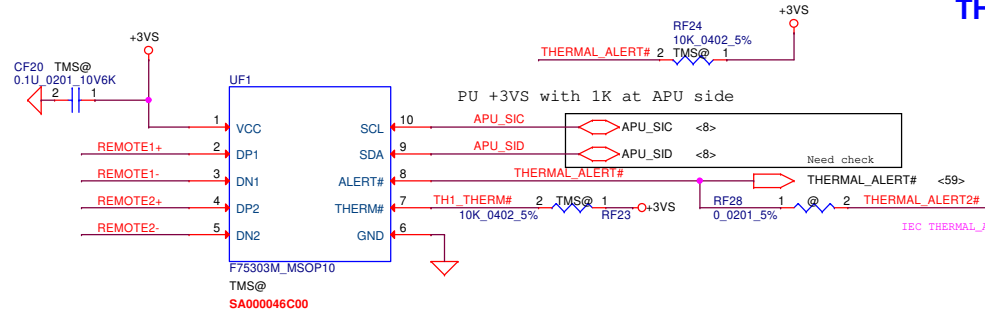 TH
+3VS
RF24
10K_0402_5%
THERMAL_ALERT# 2 TMS@ 1
+3VS
CF20 TMS@
0.1U_0201_10V6K
2 1
UF1
PU +3VS with 1K at APU side
1 VCC
SCL 10 APU_SIC APU_SIC <8>
REMOTE1+ 2 DP1
SDA 9 APU_SID APU_SID <8>
Need check
REMOTE1- 3 DN1
ALERT# 8 THERMAL_ALERT# THERMAL_ALERT# <59>
REMOTE2+ 4 DP2
THERM# 7 TH1_THERM# 2 TMS@ 1 +3VS
10K_0402_5% RF23
RF28 @ 2 THERMAL_ALERT2#
0_0201_5% 1
REMOTE2- 5 DN2
GND 6
IEC THERMAL_A
F75303M_MSOP10
TMS@
SA000046C00